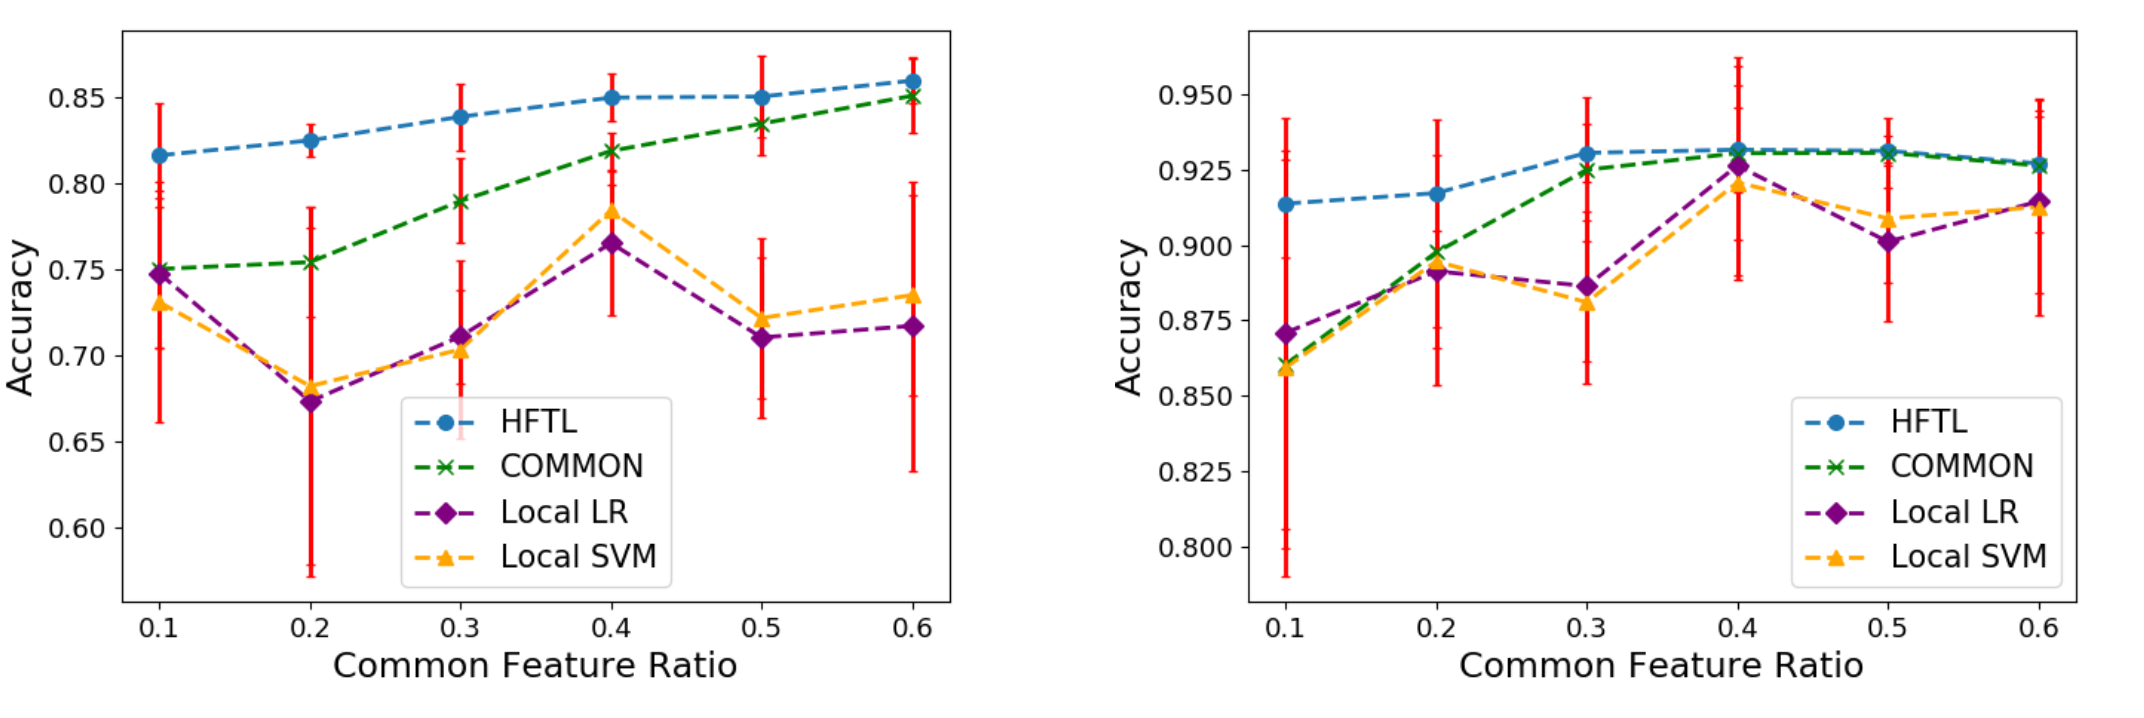 Accuracy
0.85
0.80
0.75
0.70
0.65
0.60
HFTL
COMMON
Local LR
Local SVM
0.1 0.2 0.3 0.4 0.5 0.6
Common Feature Ratio
Accuracy
0.950
0.925
0.900
0.875
0.850
0.825
0.800
HFTL
COMMON
Local LR
Local SVM
0.1 0.2 0.3 0.4 0.5 0.6
Common Feature Ratio